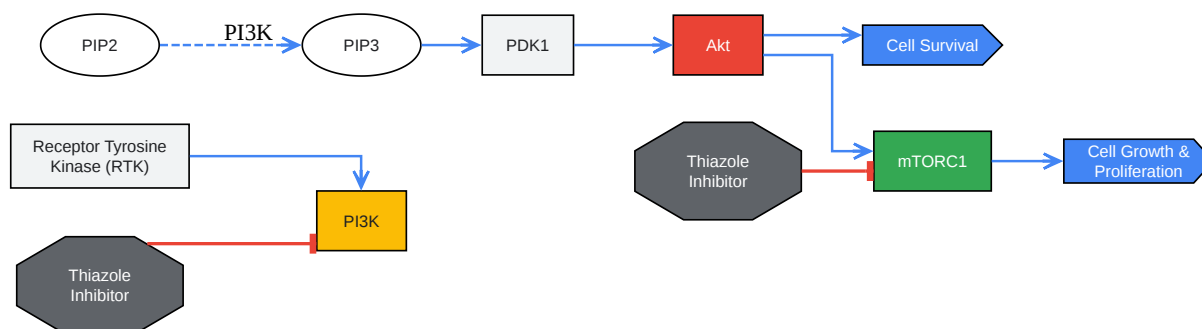 PIP2
PI3K
PIP3
PDK1
Akt
Cell Survival
Receptor Tyrosine
Kinase (RTK)
Thiazole
Inhibitor
mTORC1
Cell Growth &
Proliferation
PI3K
Thiazole
Inhibitor